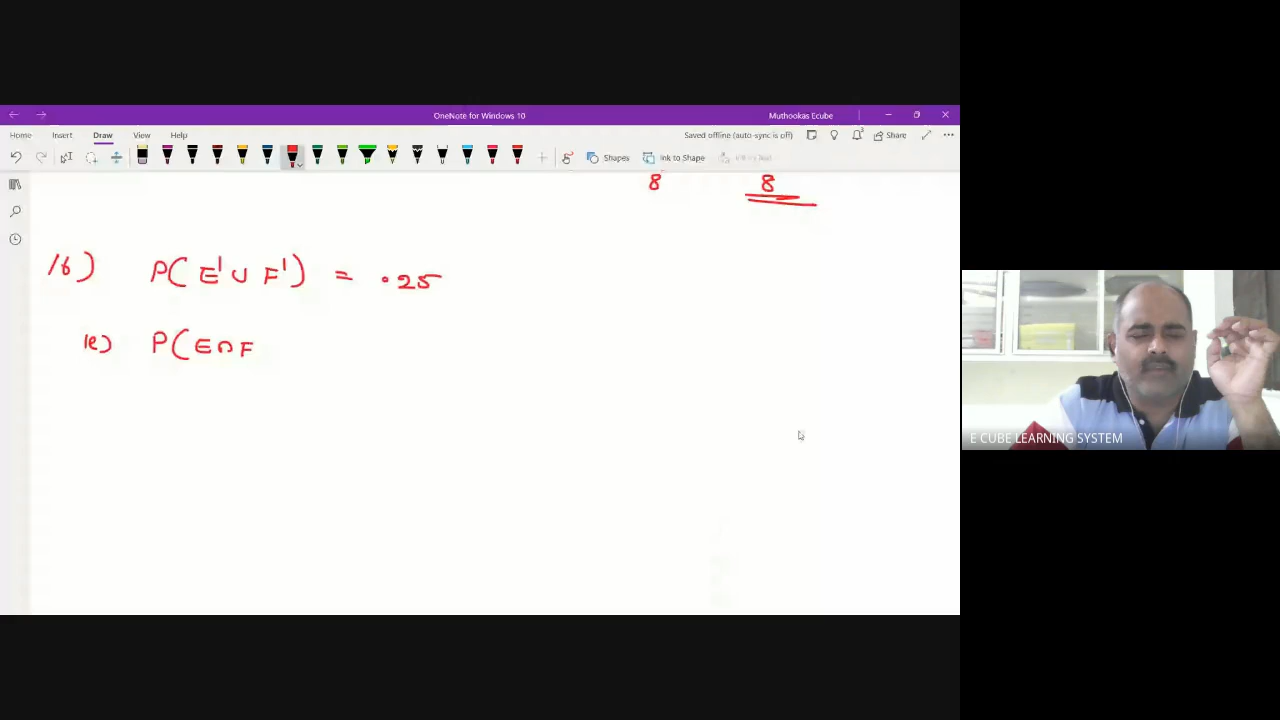 OneNote for Windows 10
Muthookas Ecube
Home Insert Draw View Help
Saved offline (auto-sync is off)
Share
Shapes
Ink to Shape
8 8
16) P(E' ∪ F') = .25
ie) P(E ∩ F
E CUBE LEARNING SYSTEM